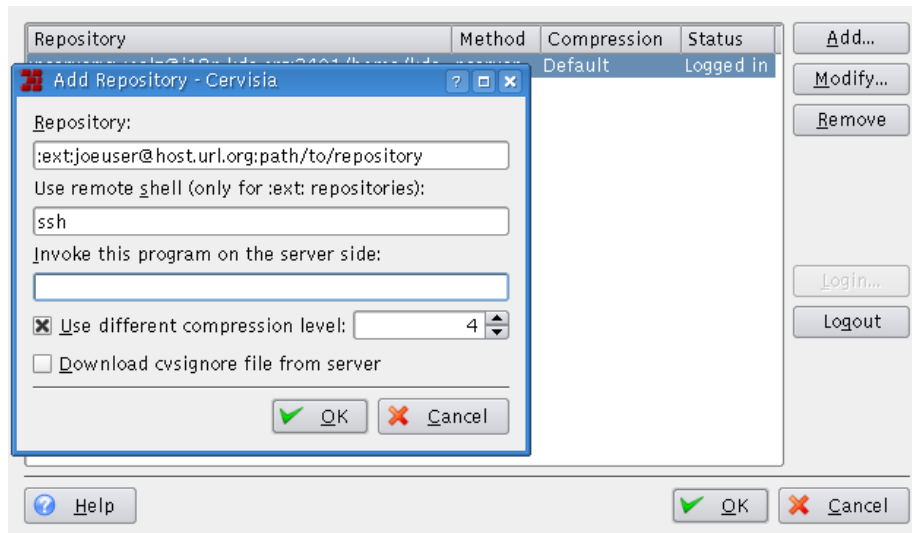 Repository Method Compression Status
Default Logged in
Add...
Modify...
Remove
Login...
Logout
Add Repository - Cervisia
Repository:
:ext:joeuser@host.url.org:path/to/repository
Use remote shell (only for :ext: repositories):
ssh
Invoke this program on the server side:
Use different compression level: 4
Download cvsignore file from server
OK Cancel
Help OK Cancel